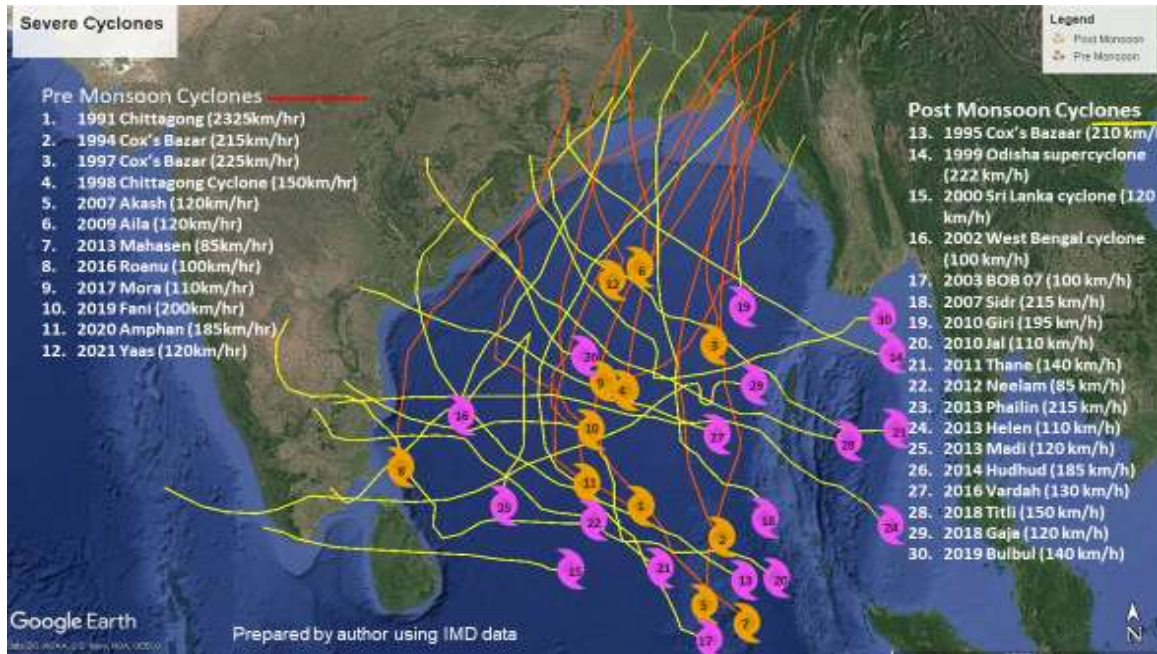 Severe Cyclones
Legend
Post Monsoon
Pre Monsoon
Pre Monsoon Cyclones
1. 1991 Chittagong (2325km/hr)
2. 1994 Cox's Bazar (215km/hr)
3. 1997 Cox's Bazar (225km/hr)
4. 1998 Chittagong Cyclone (150km/hr)
5. 2007 Akash (120km/hr)
6. 2009 Aila (120km/hr)
7. 2013 Mahasen (85km/hr)
8. 2016 Roanu (100km/hr)
9. 2017 Mora (110km/hr)
10. 2019 Fani (200km/hr)
11. 2020 Amphan (185km/hr)
12. 2021 Yaas (120km/hr)
Post Monsoon Cyclones
13. 1995 Cox's Bazaar (210 km/
14. 1999 Odisha supercyclone
(222 km/h)
15. 2000 Sri Lanka cyclone (120
km/h)
16. 2002 West Bengal cyclone
(100 km/h)
17. 2003 BOB 07 (100 km/h)
18. 2007 Sidr (215 km/h)
19. 2010 Giri (195 km/h)
20. 2010 Jal (110 km/h)
21. 2011 Thane (140 km/h)
22. 2012 Neelam (85 km/h)
23. 2013 Phailin (215 km/h)
24. 2013 Helen (110 km/h)
25. 2013 Madi (120 km/h)
26. 2014 Hudhud (185 km/h)
27. 2016 Vardah (130 km/h)
28. 2018 Titli (150 km/h)
29. 2018 Gaja (120 km/h)
30. 2019 Bulbul (140 km/h)
6
12
19
30
3
14
26
9
4
29
16
10
27
28
8
11
1
18
22
2
15
21
13
20
5
7
17
Google Earth
Prepared by author using IMD data
N